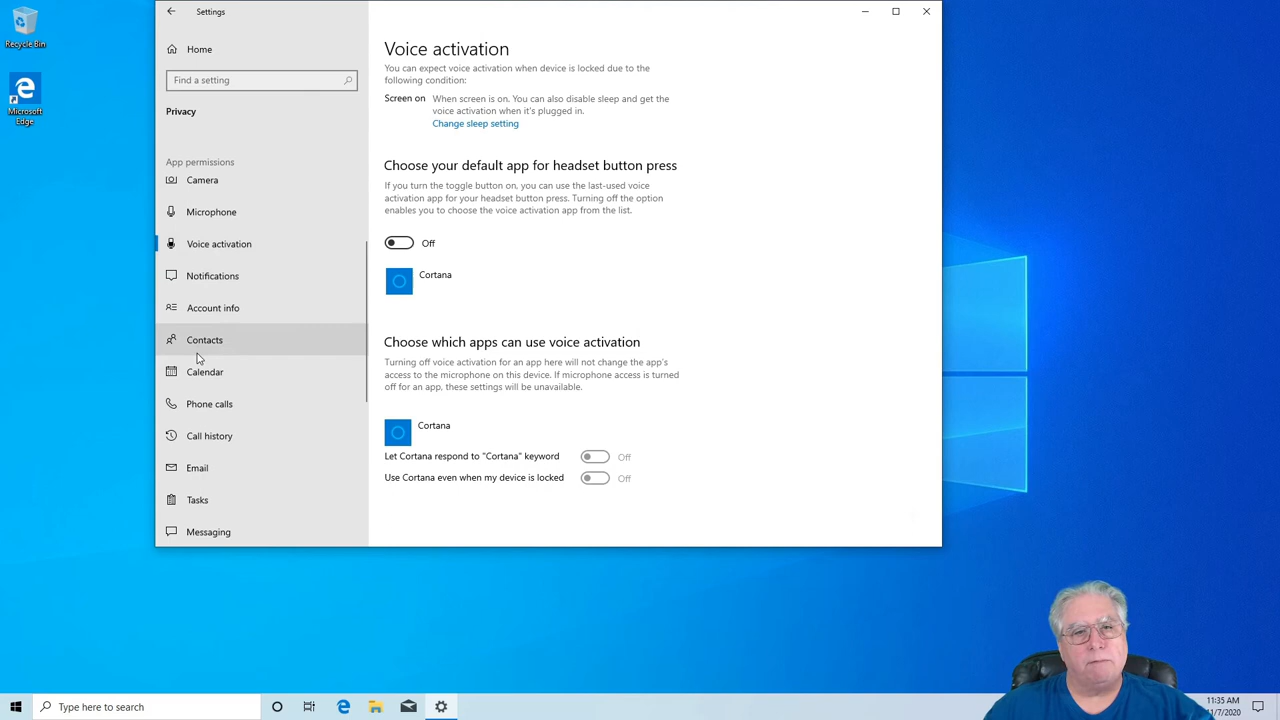 Recycle Bin
Microsoft
Edge
Settings
Home
Find a setting
Privacy
App permissions
Camera
Microphone
Voice activation
Notifications
Account info
Contacts
Calendar
Phone calls
Call history
Email
Tasks
Messaging
Voice activation
You can expect voice activation when device is locked due to the
following condition:
Screen on
When screen is on. You can also disable sleep and get the
voice activation when it's plugged in.
Change sleep setting
Choose your default app for headset button press
If you turn the toggle button on, you can use the last-used voice
activation app for your headset button press. Turning off the option
enables you to choose the voice activation app from the list.
Off
Cortana
Choose which apps can use voice activation
Turning off voice activation for an app here will not change the app's
access to the microphone on this device. If microphone access is turned
off for an app, these settings will be unavailable.
Cortana
Let Cortana respond to "Cortana" keyword
Off
Use Cortana even when my device is locked
Off
Type here to search
11:35 AM
11/7/2020